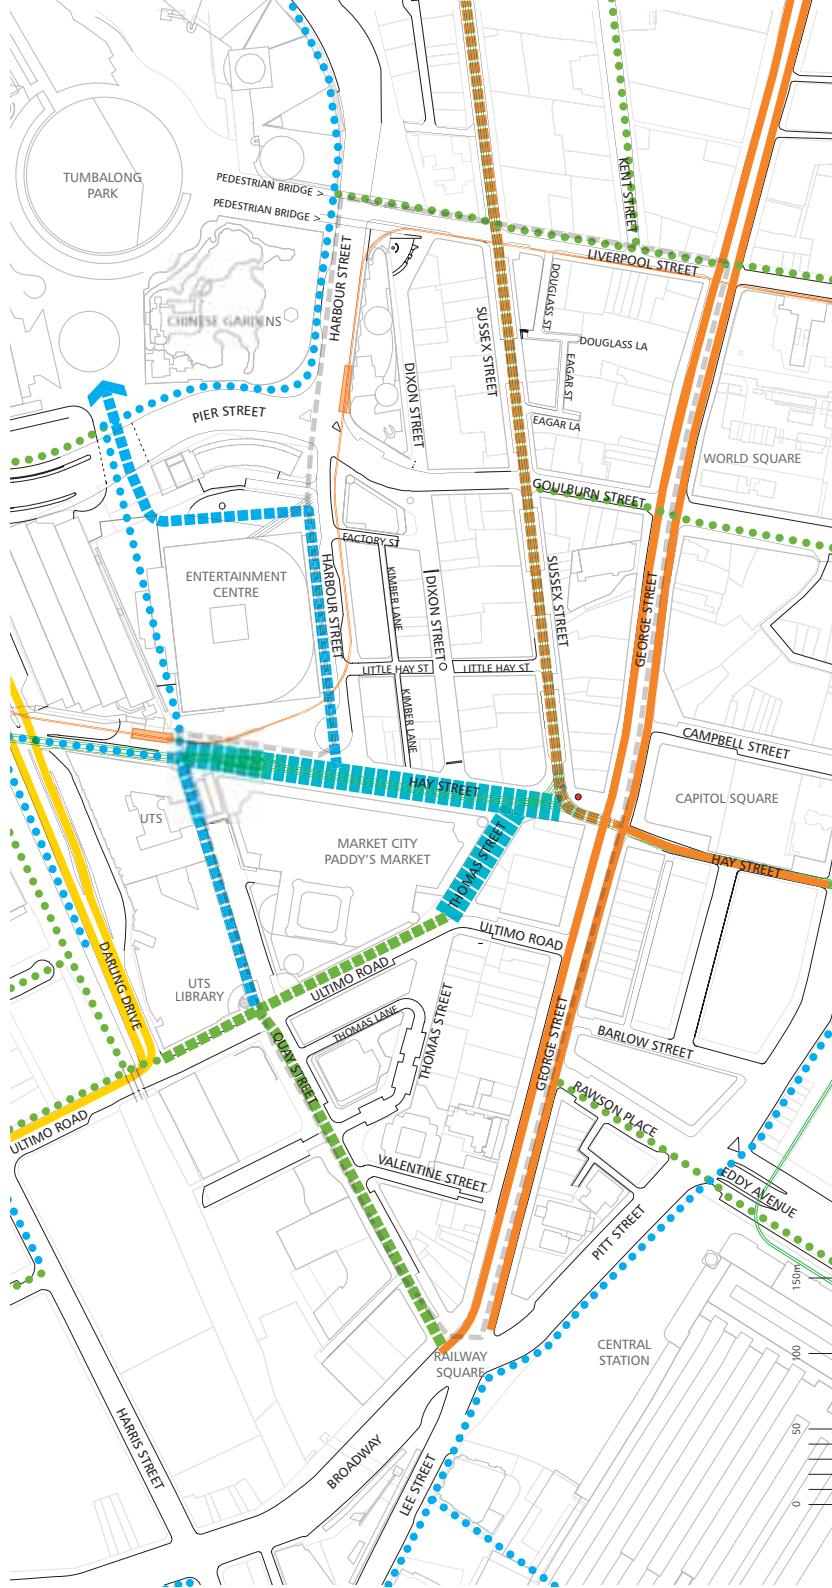 TUMBALONG
PARK
PEDESTRIAN BRIDGE >
PEDESTRIAN BRIDGE >
KENT STREET
LIVERPOOL STREET
HARBOUR STREET
CHINESE GARDENS
DOUGLASS ST
SUSSEX STREET
DOUGLASS LA
EAGAR ST
DIXON STREET
PIER STREET
EAGAR LA
WORLD SQUARE
GOULBURN STREET
FACTORY ST
ENTERTAINMENT
CENTRE
HARBOUR STREET
KIMBER LANE
DIXON STREET
SUSSEX STREET
GEORGE STREET
LITTLE HAY ST
LITTLE HAY ST
KIMBER LANE
CAMPBELL STREET
HAY STREET
CAPITOL SQUARE
UTS
MARKET CITY
PADDY'S MARKET
THOMAS STREET
HAY STREET
DARLING DRIVE
ULTIMO ROAD
UTS
LIBRARY
ULTIMO ROAD
THOMAS LANE
THOMAS STREET
GEORGE STREET
BARLOW STREET
QUAY STREET
RAWSON PLACE
ULTIMO ROAD
VALENTINE STREET
EDDY AVENUE
PITT STREET
150m
CENTRAL
STATION
100
RAILWAY
SQUARE
50
HARRIS STREET
BROADWAY
LEE STREET
0